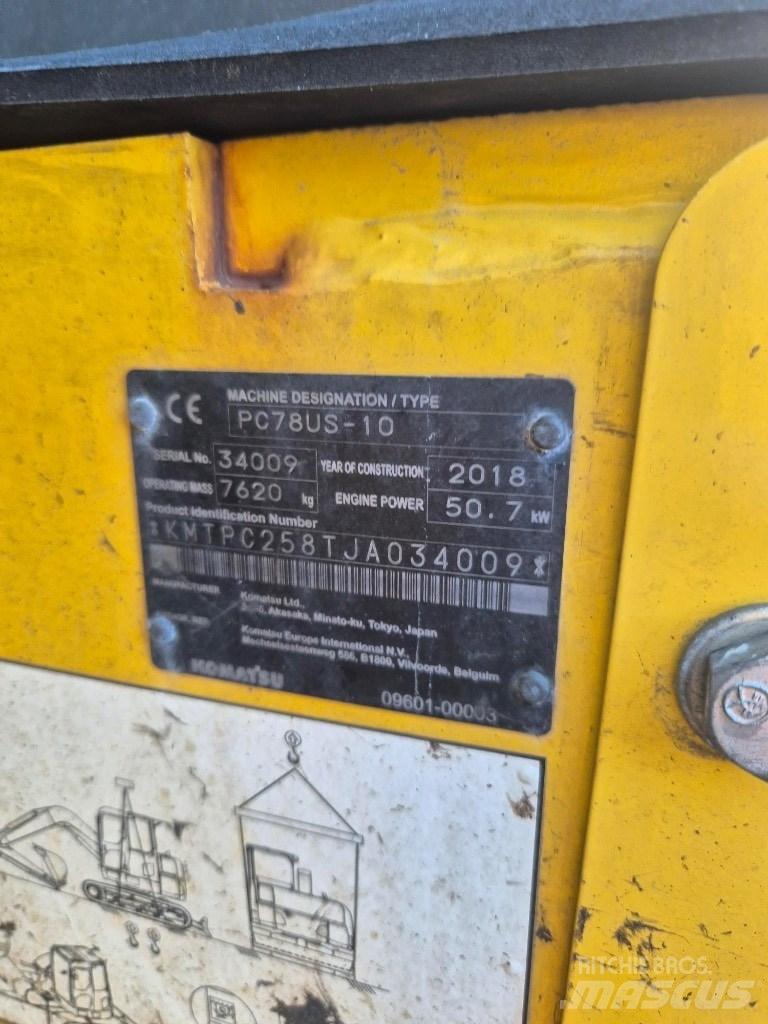 CE MACHINE DESIGNATION / TYPE
PC78US-10
SERIAL No. 34009 YEAR OF CONSTRUCTION 2018
OPERATING MASS 7620 kg ENGINE POWER 50.7 kW
Product Identification Number
*KMTPC258TJA034009*
MANUFACTURER Komatsu Ltd.,
Akasaka, Minato-ku, Tokyo, Japan
Komatsu Europe International N.V.
Mechelsesteenweg 586, B1800, Vilvoorde, Belguim
KOMATSU
09601-00003
RITCHIE BROS.
MASCUS